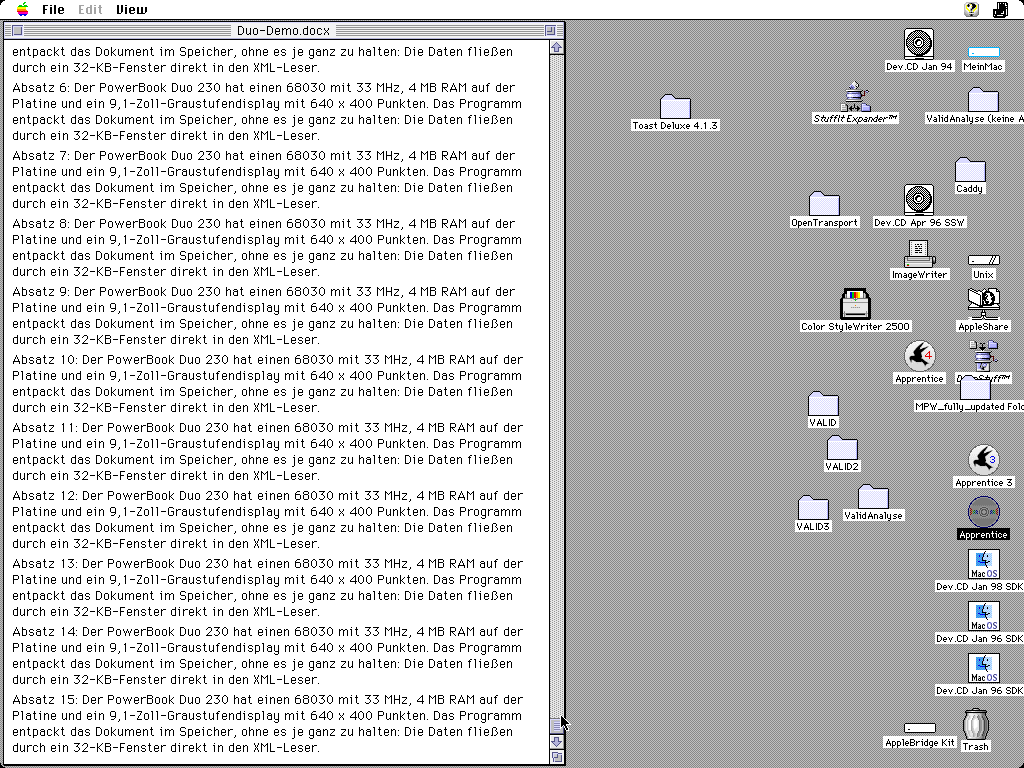 File Edit View
Duo-Demo.docx
entpackt das Dokument im Speicher, ohne es je ganz zu halten: Die Daten fließen
durch ein 32-KB-Fenster direkt in den XML-Leser.
Absatz 6: Der PowerBook Duo 230 hat einen 68030 mit 33 MHz, 4 MB RAM auf der
Platine und ein 9,1-Zoll-Graustufendisplay mit 640 x 400 Punkten. Das Programm
entpackt das Dokument im Speicher, ohne es je ganz zu halten: Die Daten fließen
durch ein 32-KB-Fenster direkt in den XML-Leser.
Absatz 7: Der PowerBook Duo 230 hat einen 68030 mit 33 MHz, 4 MB RAM auf der
Platine und ein 9,1-Zoll-Graustufendisplay mit 640 x 400 Punkten. Das Programm
entpackt das Dokument im Speicher, ohne es je ganz zu halten: Die Daten fließen
durch ein 32-KB-Fenster direkt in den XML-Leser.
Absatz 8: Der PowerBook Duo 230 hat einen 68030 mit 33 MHz, 4 MB RAM auf der
Platine und ein 9,1-Zoll-Graustufendisplay mit 640 x 400 Punkten. Das Programm
entpackt das Dokument im Speicher, ohne es je ganz zu halten: Die Daten fließen
durch ein 32-KB-Fenster direkt in den XML-Leser.
Absatz 9: Der PowerBook Duo 230 hat einen 68030 mit 33 MHz, 4 MB RAM auf der
Platine und ein 9,1-Zoll-Graustufendisplay mit 640 x 400 Punkten. Das Programm
entpackt das Dokument im Speicher, ohne es je ganz zu halten: Die Daten fließen
durch ein 32-KB-Fenster direkt in den XML-Leser.
Absatz 10: Der PowerBook Duo 230 hat einen 68030 mit 33 MHz, 4 MB RAM auf der
Platine und ein 9,1-Zoll-Graustufendisplay mit 640 x 400 Punkten. Das Programm
entpackt das Dokument im Speicher, ohne es je ganz zu halten: Die Daten fließen
durch ein 32-KB-Fenster direkt in den XML-Leser.
Absatz 11: Der PowerBook Duo 230 hat einen 68030 mit 33 MHz, 4 MB RAM auf der
Platine und ein 9,1-Zoll-Graustufendisplay mit 640 x 400 Punkten. Das Programm
entpackt das Dokument im Speicher, ohne es je ganz zu halten: Die Daten fließen
durch ein 32-KB-Fenster direkt in den XML-Leser.
Absatz 12: Der PowerBook Duo 230 hat einen 68030 mit 33 MHz, 4 MB RAM auf der
Platine und ein 9,1-Zoll-Graustufendisplay mit 640 x 400 Punkten. Das Programm
entpackt das Dokument im Speicher, ohne es je ganz zu halten: Die Daten fließen
durch ein 32-KB-Fenster direkt in den XML-Leser.
Absatz 13: Der PowerBook Duo 230 hat einen 68030 mit 33 MHz, 4 MB RAM auf der
Platine und ein 9,1-Zoll-Graustufendisplay mit 640 x 400 Punkten. Das Programm
entpackt das Dokument im Speicher, ohne es je ganz zu halten: Die Daten fließen
durch ein 32-KB-Fenster direkt in den XML-Leser.
Absatz 14: Der PowerBook Duo 230 hat einen 68030 mit 33 MHz, 4 MB RAM auf der
Platine und ein 9,1-Zoll-Graustufendisplay mit 640 x 400 Punkten. Das Programm
entpackt das Dokument im Speicher, ohne es je ganz zu halten: Die Daten fließen
durch ein 32-KB-Fenster direkt in den XML-Leser.
Absatz 15: Der PowerBook Duo 230 hat einen 68030 mit 33 MHz, 4 MB RAM auf der
Platine und ein 9,1-Zoll-Graustufendisplay mit 640 x 400 Punkten. Das Programm
entpackt das Dokument im Speicher, ohne es je ganz zu halten: Die Daten fließen
durch ein 32-KB-Fenster direkt in den XML-Leser.
Dev.CD Jan 94
MeinMac
Toast Deluxe 4.1.3
StuffIt Expander™
ValidAnalyse (keine A
Caddy
OpenTransport
Dev.CD Apr 96 SSW
ImageWriter
Unix
Color StyleWriter 2500
AppleShare
4
Apprentice
MPW_fully_updated Fol
VALID
VALID2
3
Apprentice 3
VALID3
ValidAnalyse
Apprentice
MacOS
Dev.CD Jan 98 SDK
MacOS
Dev.CD Jan 96 SDK
MacOS
Dev.CD Jan 96 SDK
AppleBridge Kit
Trash